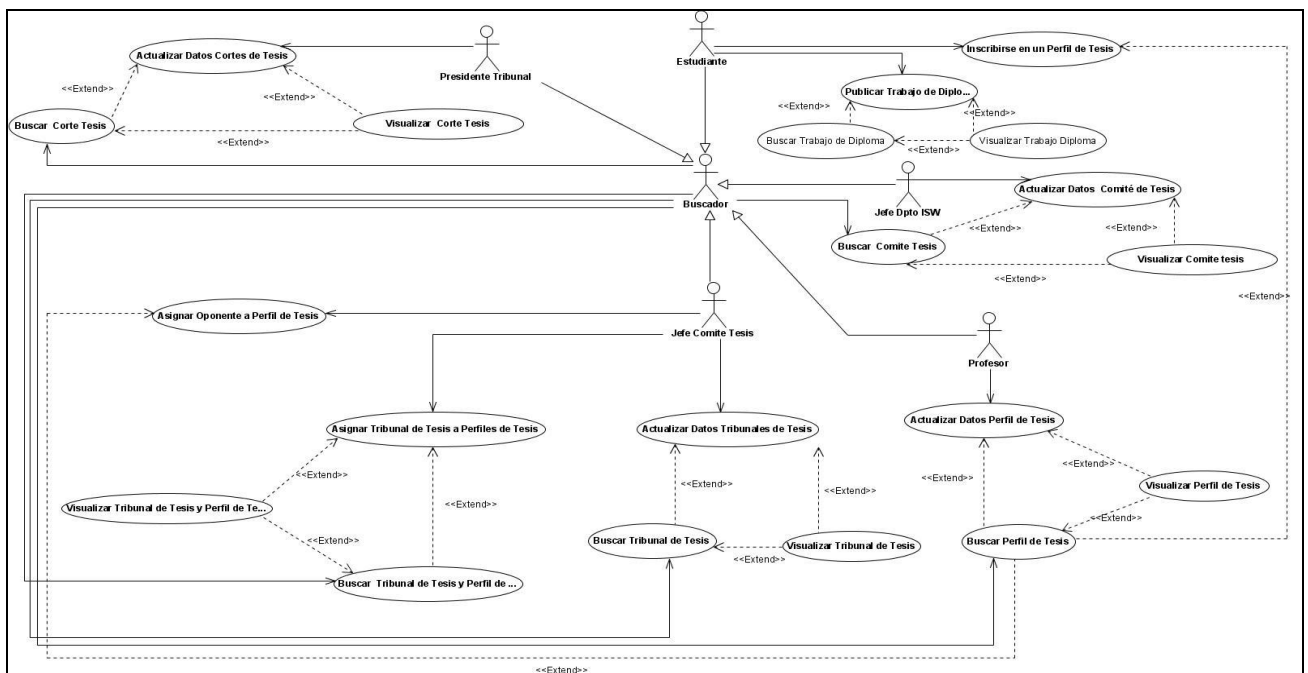 Actualizar Datos Cortes de Tesis
Presidente Tribunal
Estudiante
Inscribirse en un Perfil de Tesis
<<Extend>>
<<Extend>>
Publicar Trabajo de Diplo...
<<Extend>>
<<Extend>>
Buscar Corte Tesis
Visualizar Corte Tesis
<<Extend>>
Buscar Trabajo de Diploma
Visualizar Trabajo Diploma
<<Extend>>
Buscador
Jefe Dpto ISW
Actualizar Datos Comité de Tesis
<<Extend>>
<<Extend>>
Buscar Comite Tesis
Visualizar Comite tesis
<<Extend>>
<<Extend>>
Asignar Oponente a Perfil de Tesis
Jefe Comite Tesis
Profesor
Asignar Tribunal de Tesis a Perfiles de Tesis
Actualizar Datos Tribunales de Tesis
Actualizar Datos Perfil de Tesis
<<Extend>>
<<Extend>>
<<Extend>>
<<Extend>>
<<Extend>>
<<Extend>>
Visualizar Tribunal de Tesis y Perfil de Te...
Visualizar Perfil de Tesis
<<Extend>>
<<Extend>>
Buscar Tribunal de Tesis
Visualizar Tribunal de Tesis
Buscar Perfil de Tesis
<<Extend>>
Buscar Tribunal de Tesis y Perfil de ...
<<Extend>>